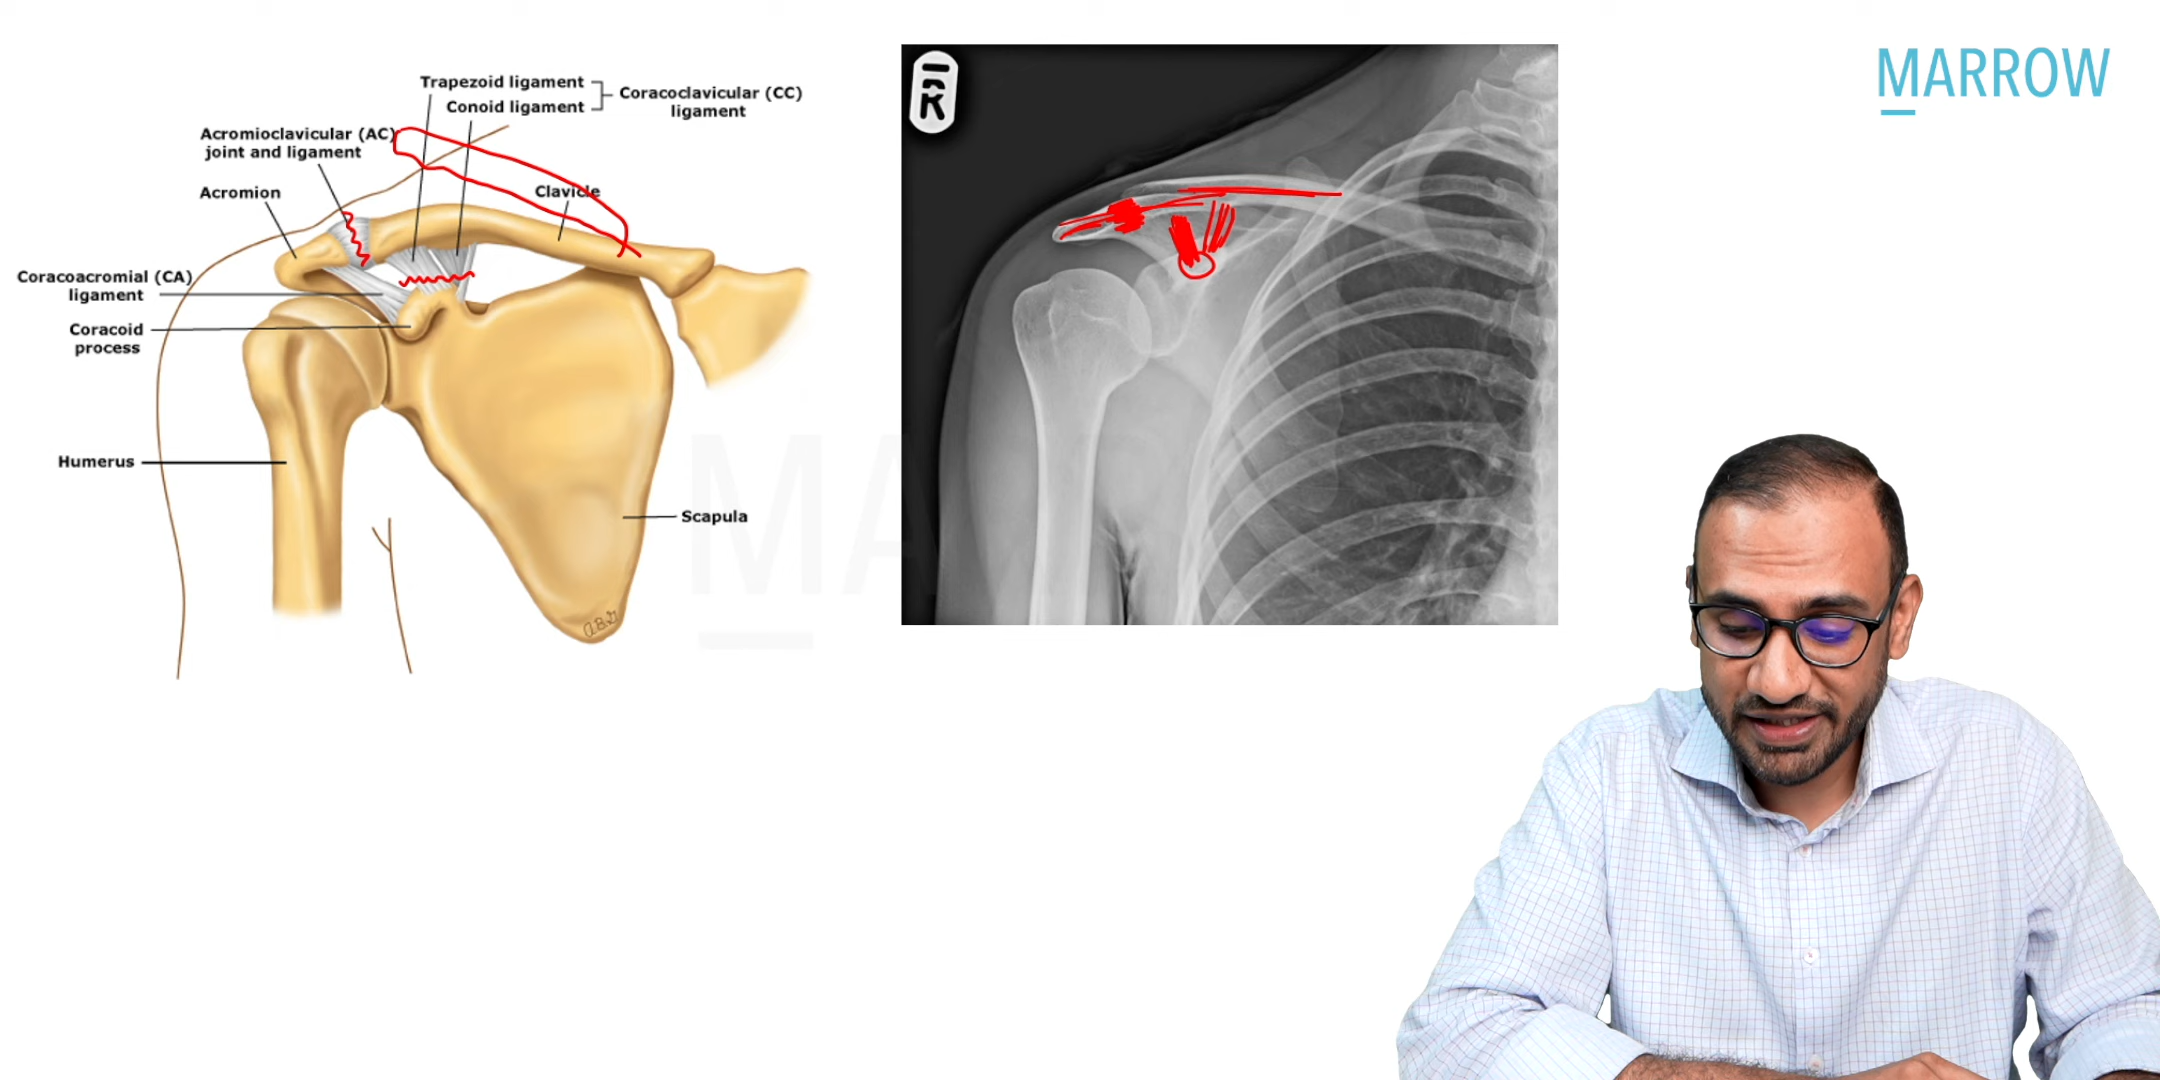 MARROW
Trapezoid ligament
Conoid ligament
Coracoclavicular (CC)
ligament
Acromioclavicular (AC)
joint and ligament
Acromion
Clavicle
Coracoacromial (CA)
ligament
Coracoid
process
Humerus
Scapula
R